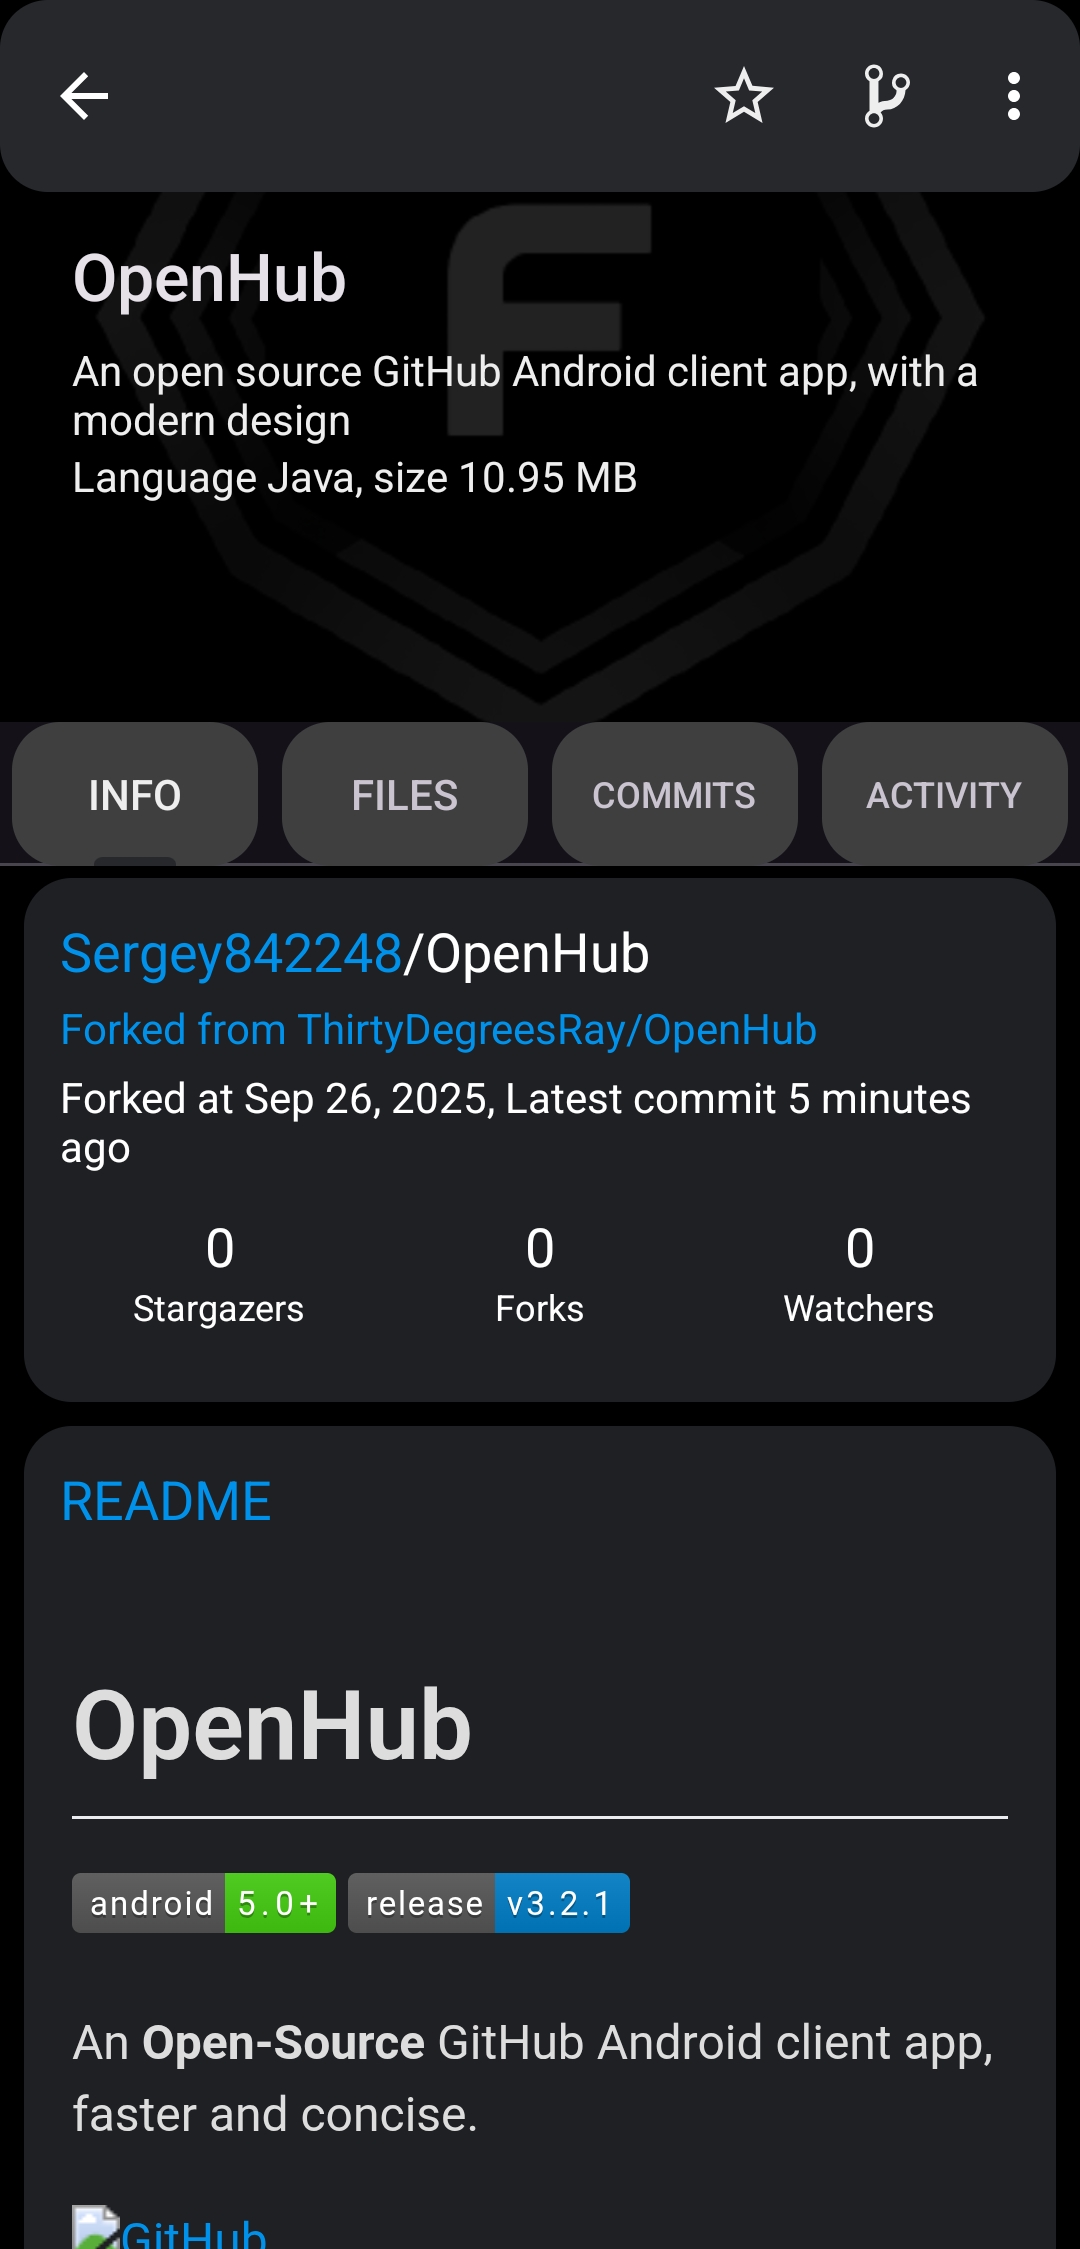 OpenHub
An open source GitHub Android client app, with a
modern design
Language Java, size 10.95 MB
INFO FILES COMMITS ACTIVITY
Sergey842248/OpenHub
Forked from ThirtyDegreesRay/OpenHub
Forked at Sep 26, 2025, Latest commit 5 minutes
ago
0 0 0
Stargazers Forks Watchers
README
OpenHub
android 5.0+ release v3.2.1
An Open-Source GitHub Android client app,
faster and concise.
GitHub